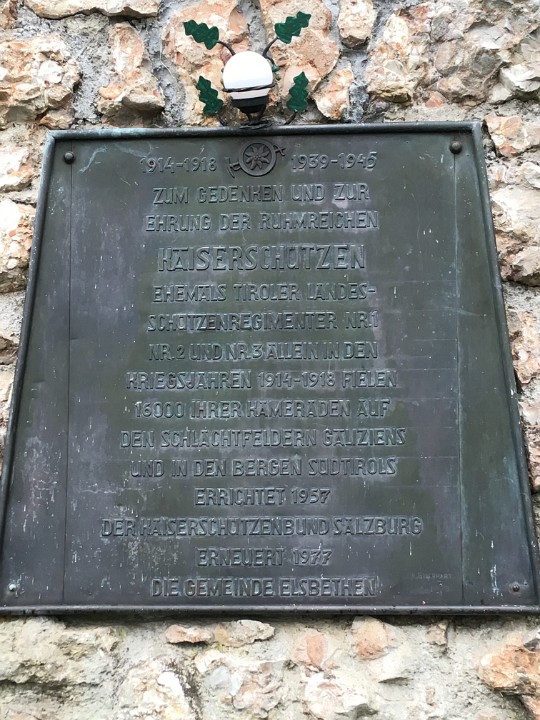 1914-1918 1939-1945
ZUM GEDENKEN UND ZUR
EHRUNG DER RUHMREICHEN
KAISERSCHÜTZEN
EHEMALS TIROLER LANDES-
SCHÜTZENREGIMENTER NR.1
NR.2 UND NR.3 ALLEIN IN DEN
KRIEGSJAHREN 1914-1918 FIELEN
16000 IHRER KAMERADEN AUF
DEN SCHLACHTFELDERN GALIZIENS
UND IN DEN BERGEN SÜDTIROLS
ERRICHTET 1957
DER KAISERSCHÜTZENBUND SALZBURG
ERNEUERT 1977
DIE GEMEINDE ELSBETHEN